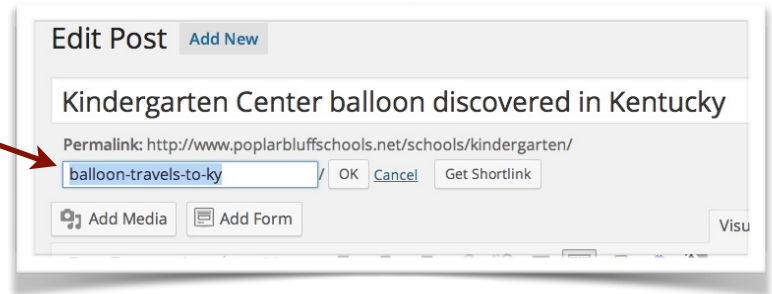 Edit Post Add New
Kindergarten Center balloon discovered in Kentucky
Permalink: http://www.poplarbluffschools.net/schools/kindergarten/
balloon-travels-to-ky / OK Cancel Get Shortlink
Add Media Add Form
Visu